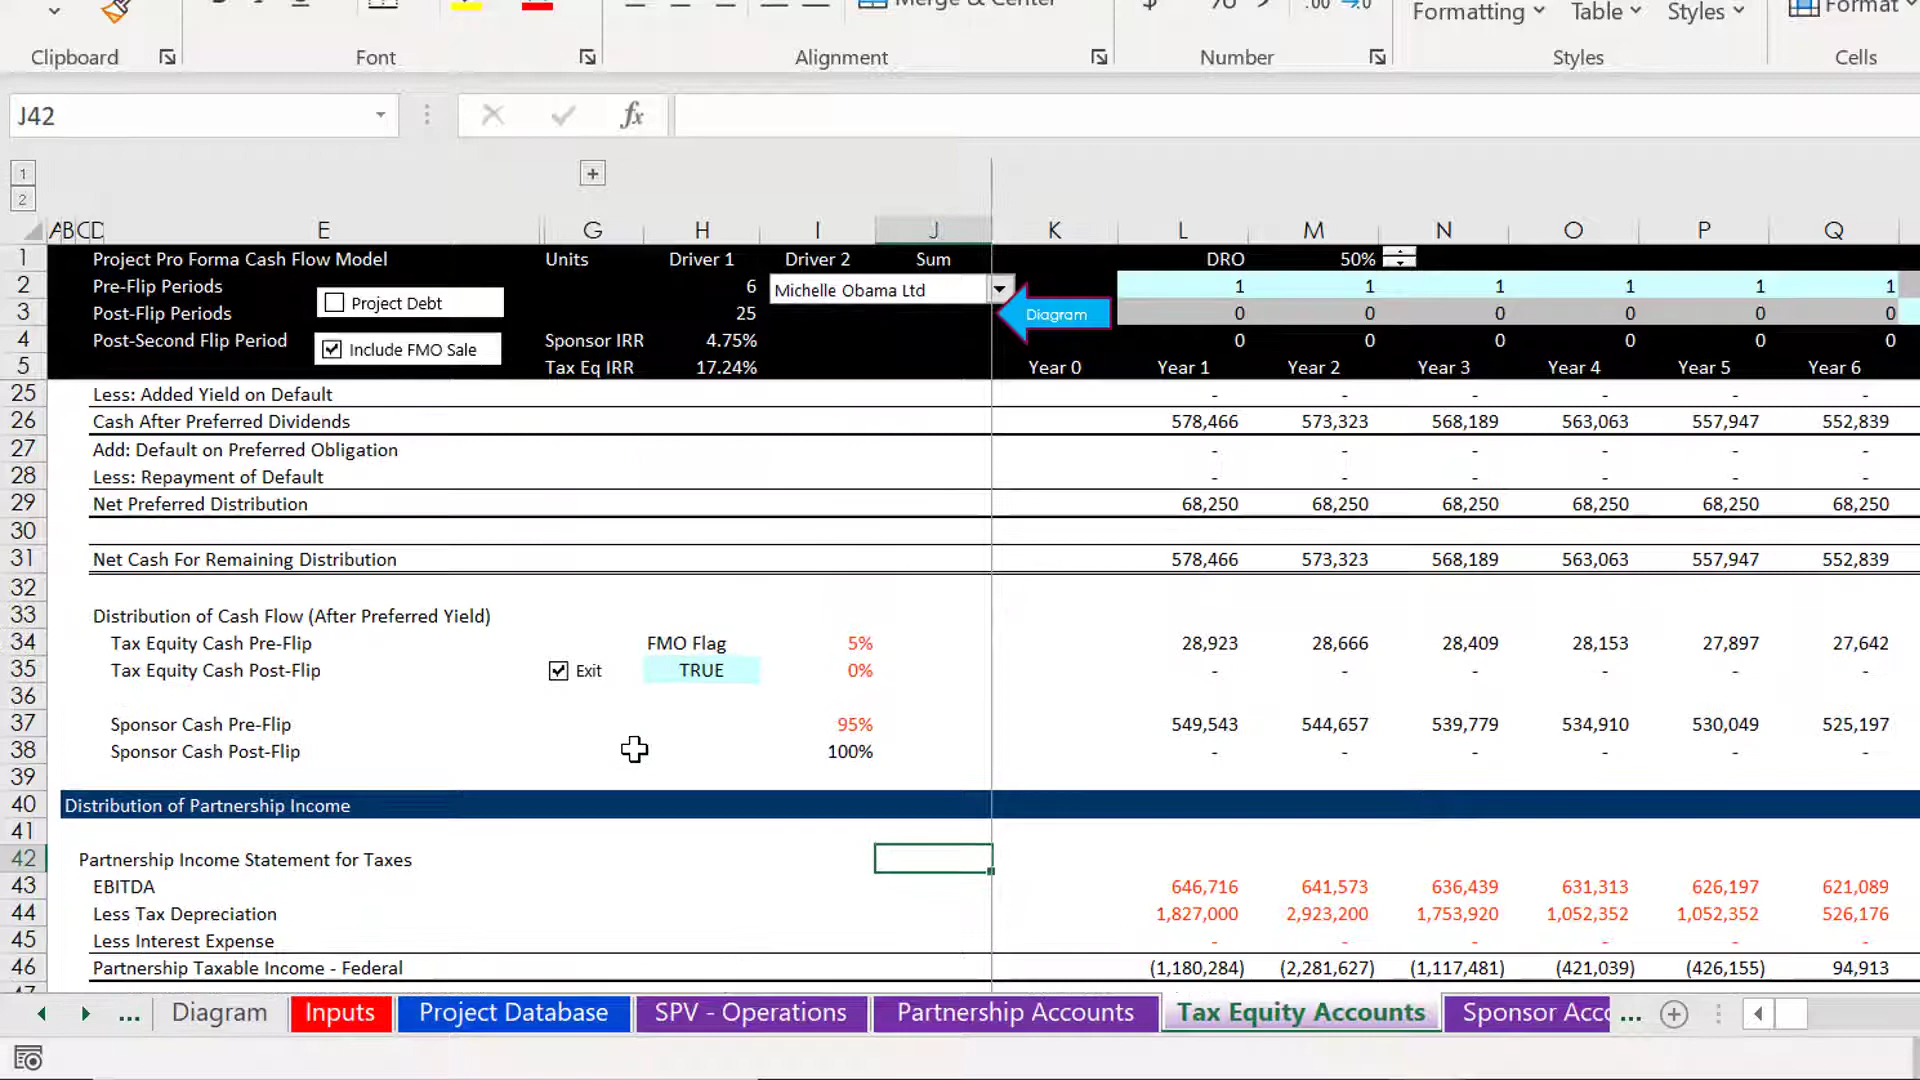 Merge & Center
$ % .00 →0
Formatting Table Styles Format
Clipboard Font Alignment Number Styles Cells
J42 fx
1
2
+
A B C D E G H I J K L M N O P Q
1 Project Pro Forma Cash Flow Model Units Driver 1 Driver 2 Sum DRO 50%
2 Pre-Flip Periods 6 Michelle Obama Ltd 1 1 1 1 1 1
Project Debt
3 Post-Flip Periods 25 Diagram 0 0 0 0 0 0
4 Post-Second Flip Period Include FMO Sale Sponsor IRR 4.75% 0 0 0 0 0 0
5 Tax Eq IRR 17.24% Year 0 Year 1 Year 2 Year 3 Year 4 Year 5 Year 6
25 Less: Added Yield on Default - - - - - -
26 Cash After Preferred Dividends 578,466 573,323 568,189 563,063 557,947 552,839
27 Add: Default on Preferred Obligation - - - - - -
28 Less: Repayment of Default - - - - - -
29 Net Preferred Distribution 68,250 68,250 68,250 68,250 68,250 68,250
30
31 Net Cash For Remaining Distribution 578,466 573,323 568,189 563,063 557,947 552,839
32
33 Distribution of Cash Flow (After Preferred Yield)
34 Tax Equity Cash Pre-Flip FMO Flag 5% 28,923 28,666 28,409 28,153 27,897 27,642
35 Tax Equity Cash Post-Flip Exit TRUE 0% - - - - - -
36
37 Sponsor Cash Pre-Flip 95% 549,543 544,657 539,779 534,910 530,049 525,197
38 Sponsor Cash Post-Flip 100% - - - - - -
39
40 Distribution of Partnership Income
41
42 Partnership Income Statement for Taxes
43 EBITDA 646,716 641,573 636,439 631,313 626,197 621,089
44 Less Tax Depreciation 1,827,000 2,923,200 1,753,920 1,052,352 1,052,352 526,176
45 Less Interest Expense - - - - - -
46 Partnership Taxable Income - Federal (1,180,284) (2,281,627) (1,117,481) (421,039) (426,155) 94,913
... Diagram Inputs Project Database SPV - Operations Partnership Accounts Tax Equity Accounts Sponsor Acco ...